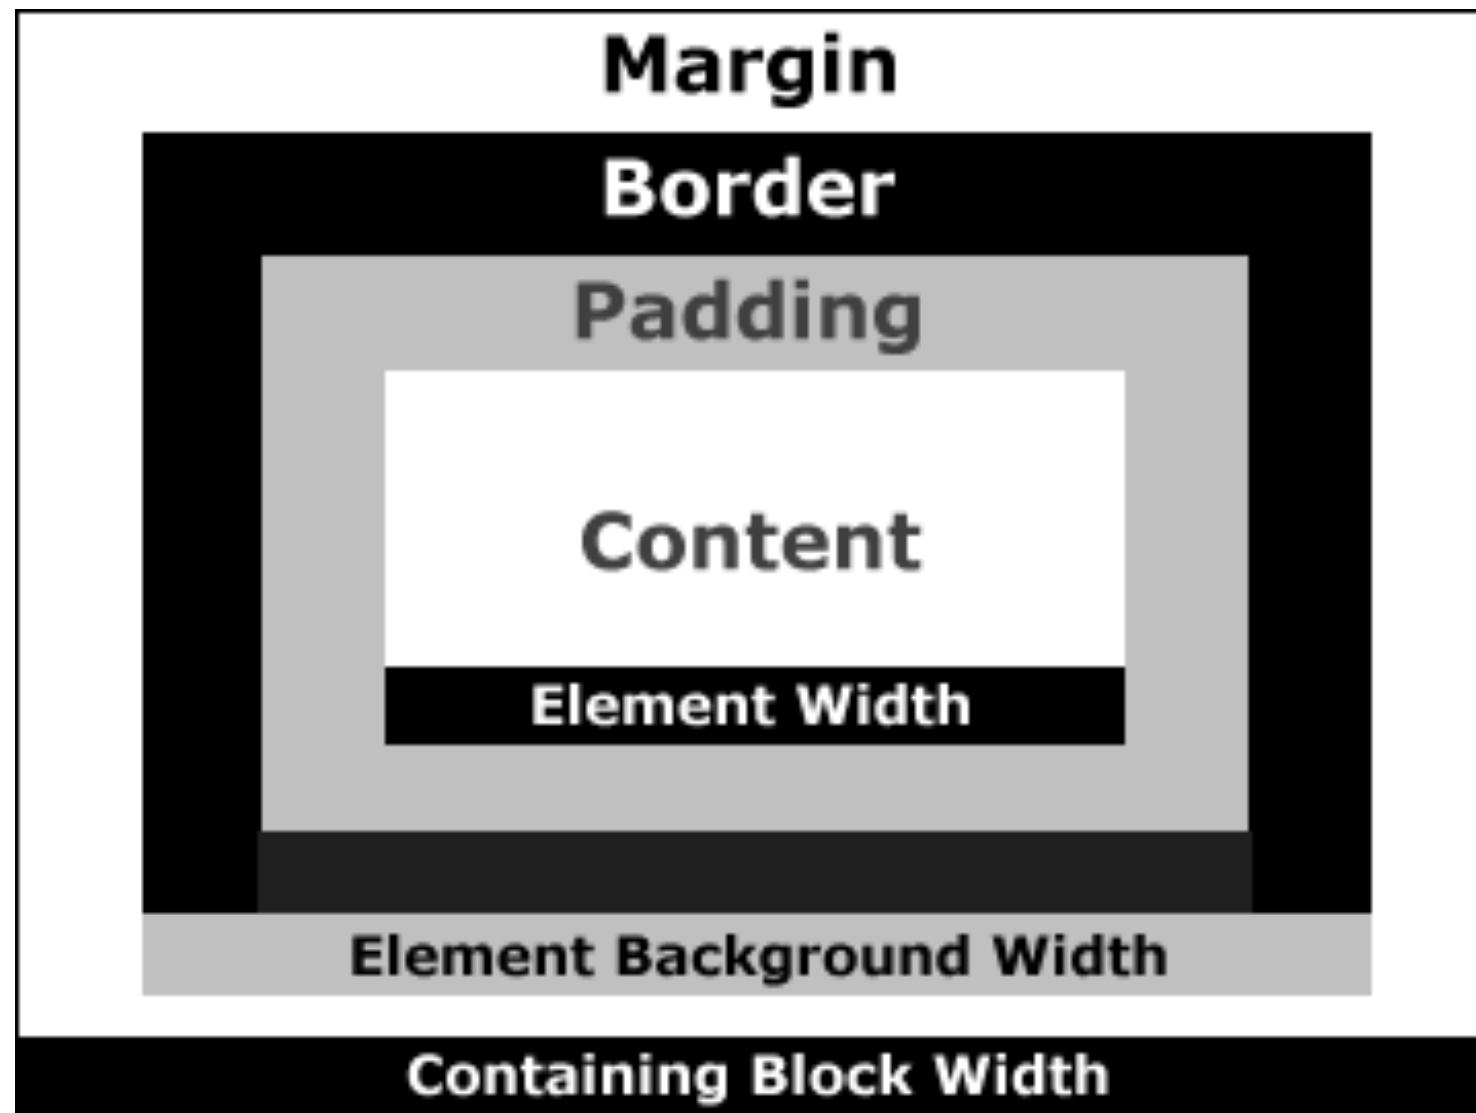 Margin
Border
Padding
Content
Element Width
Element Background Width
Containing Block Width